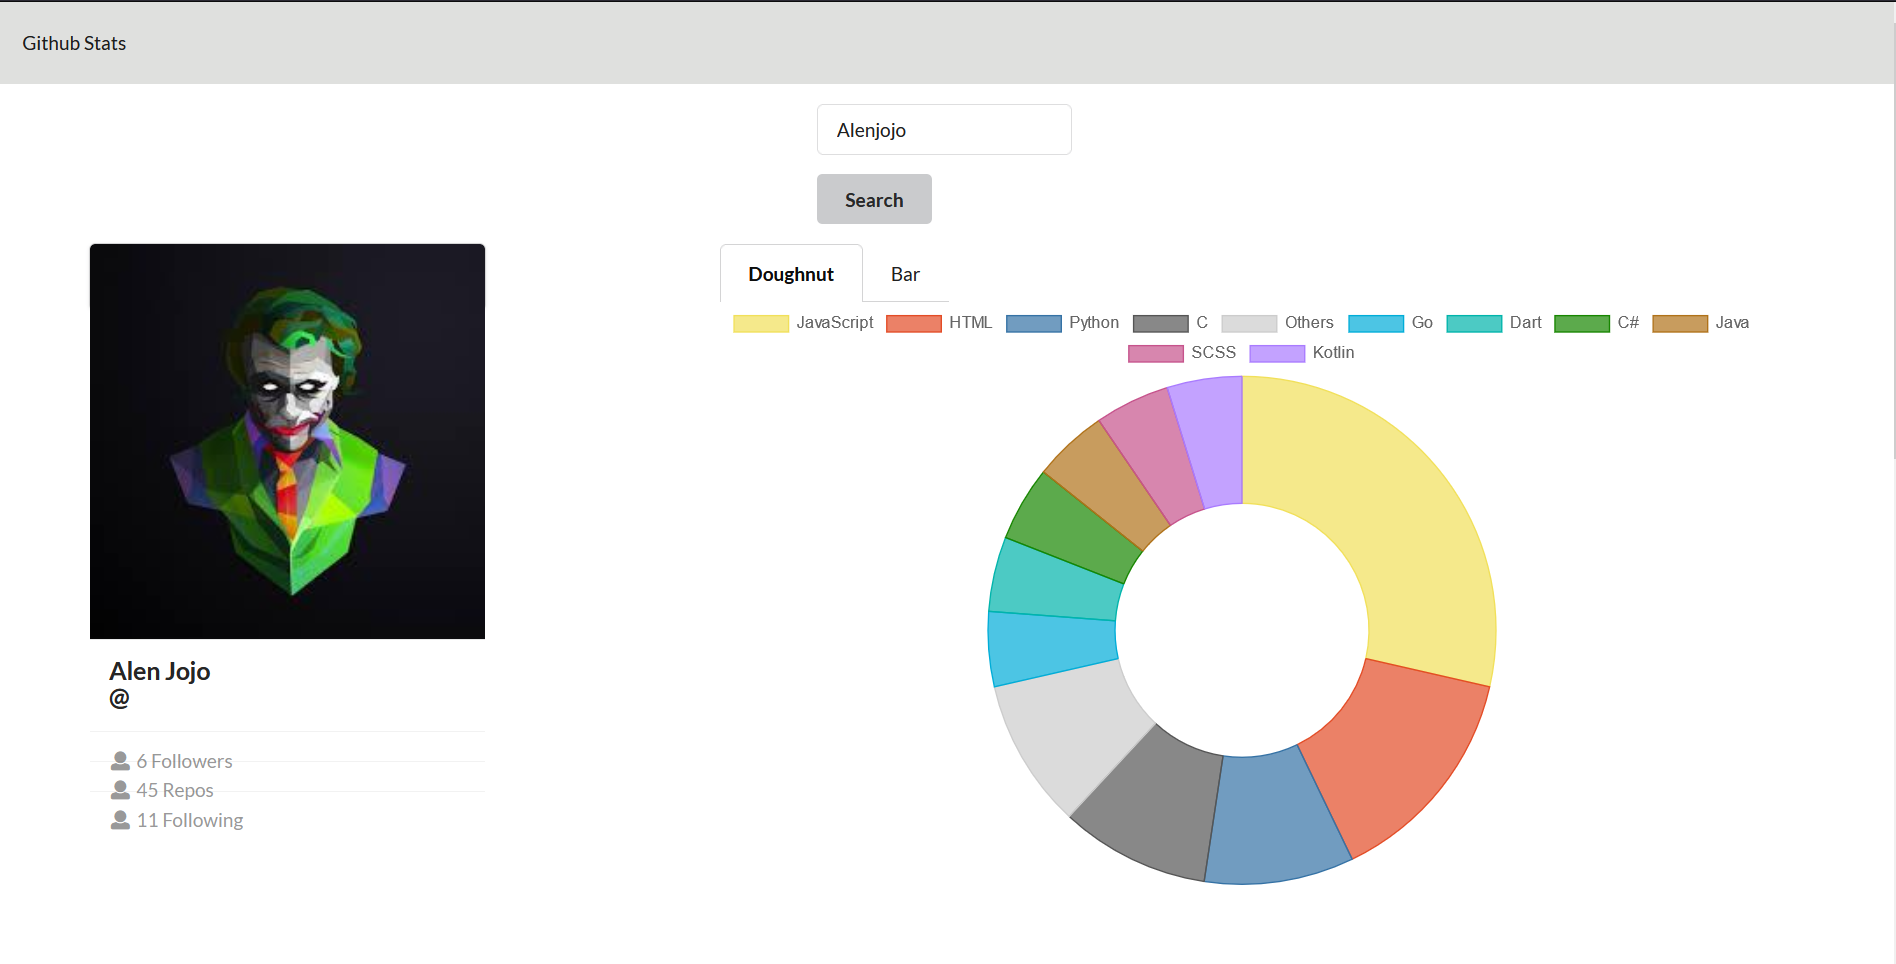 Github Stats
Alenjojo
Search
Doughnut Bar
JavaScript HTML Python C Others Go Dart C# Java
SCSS Kotlin
Alen Jojo
@
6 Followers
45 Repos
11 Following